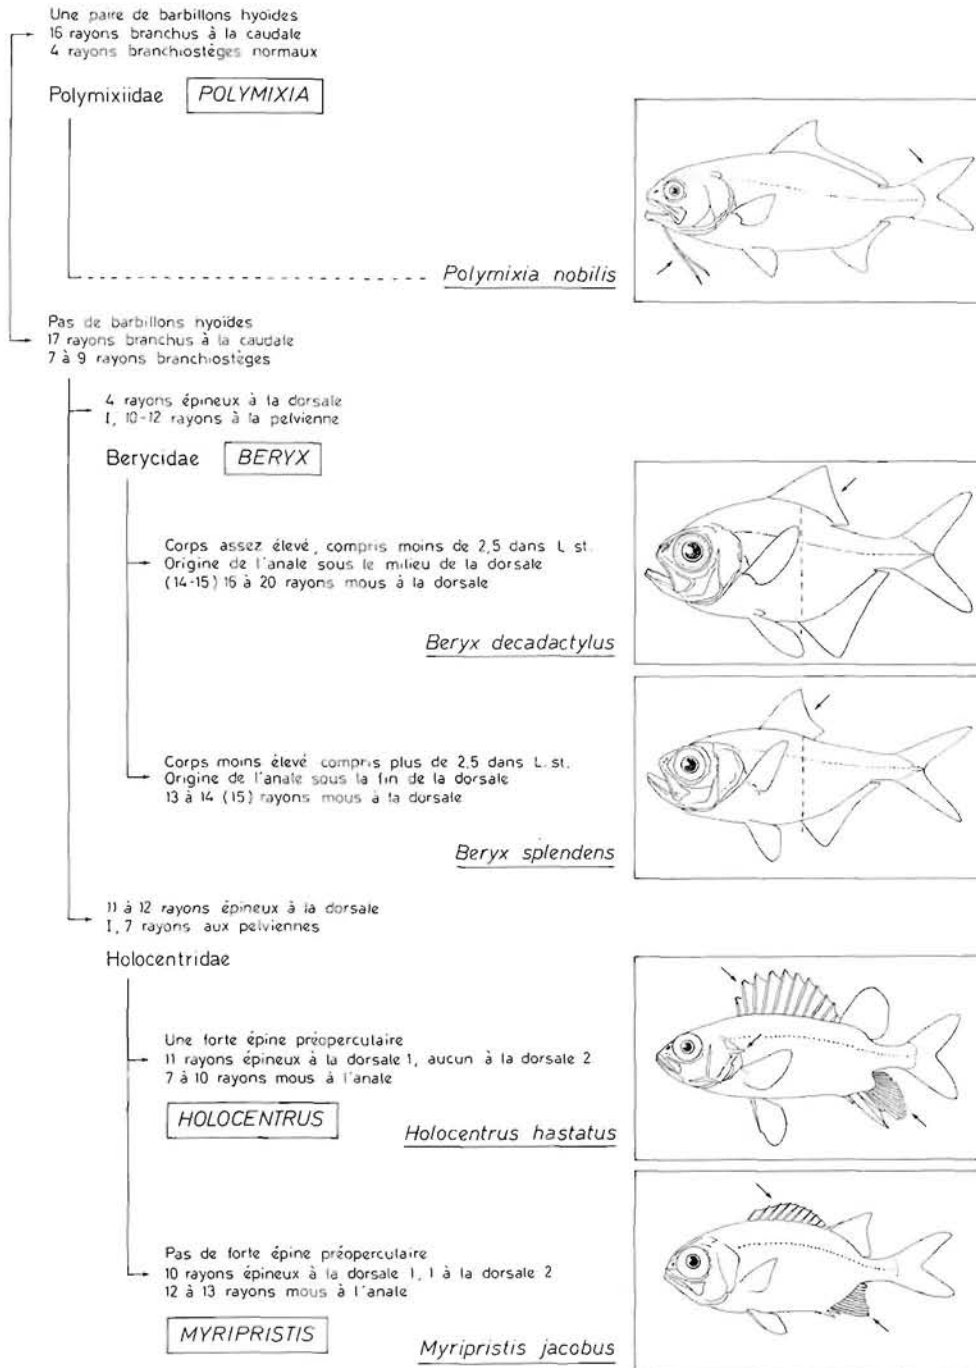 Une paire de barbillons hyoïdes
16 rayons branchus à la caudale
4 rayons branchiostèges normaux
Polymixiidae POLYMIXIA
Polymixia nobilis
Pas de barbillons hyoïdes
17 rayons branchus à la caudale
7 à 9 rayons branchiostèges
4 rayons épineux à la dorsale
I, 10-12 rayons à la pelvienne
Berycidae BERYX
Corps assez élevé, compris moins de 2,5 dans L st.
Origine de l'anale sous le milieu de la dorsale
(14-15) 16 à 20 rayons mous à la dorsale
Beryx decadactylus
Corps moins élevé compris plus de 2,5 dans L. st.
Origine de l'anale sous la fin de la dorsale
13 à 14 (15) rayons mous à la dorsale
Beryx splendens
11 à 12 rayons épineux à la dorsale
I, 7 rayons aux pelviennes
Holocentridae
Une forte épine préoperculaire
11 rayons épineux à la dorsale 1, aucun à la dorsale 2
7 à 10 rayons mous à l'anale
HOLOCENTRUS
Holocentrus hastatus
Pas de forte épine préoperculaire
10 rayons épineux à la dorsale 1, 1 à la dorsale 2
12 à 13 rayons mous à l'anale
MYRIPRISTIS
Myripristis jacobus